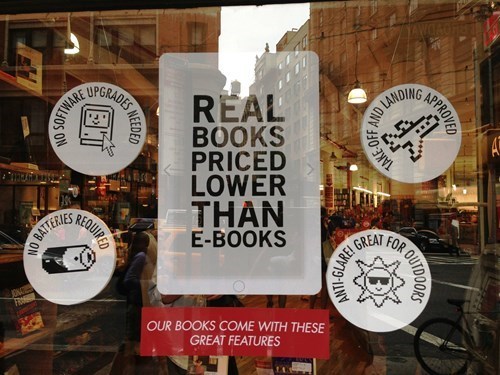 NO SOFTWARE UPGRADES NEEDED
TAKE-OFF AND LANDING APPROVED
REAL
BOOKS
PRICED
LOWER
THAN
E-BOOKS
NO BATTERIES REQUIRED
ANTI-GLARE! GREAT FOR OUTDOORS
OUR BOOKS COME WITH THESE
GREAT FEATURES